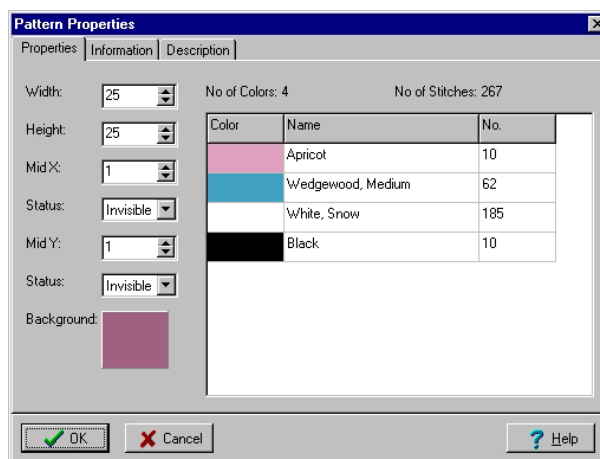 Pattern Properties
Properties Information Description
Width: 25 No of Colors: 4 No of Stitches: 267
Height: 25 Color Name No.
Apricot 10
Mid X: 1 Wedgewood, Medium 62
Status: Invisible White, Snow 185
Mid Y: 1 Black 10
Status: Invisible
Background:
OK Cancel ? Help